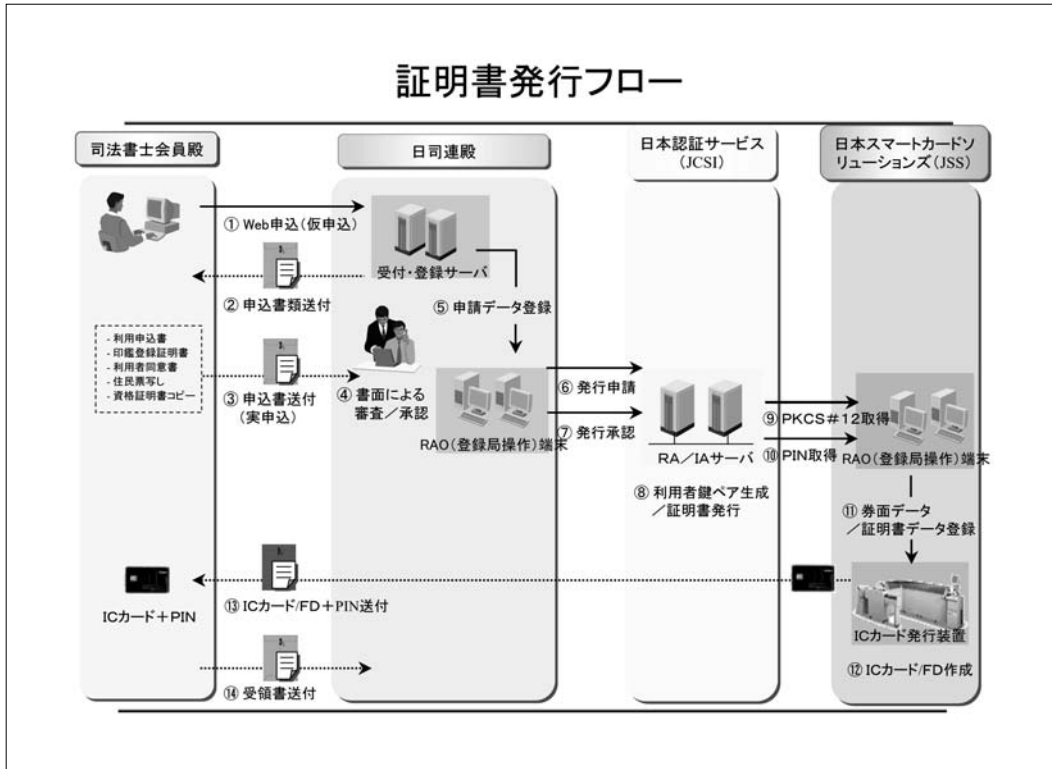 証明書発行フロー
司法書士会員殿
日司連殿
日本認証サービス
(JCSI)
日本スマートカードソ
リューションズ(JSS)
① Web申込(仮申込)
受付・登録サーバ
② 申込書類送付
⑤ 申請データ登録
- 利用申込書
- 印鑑登録証明書
- 利用者同意書
- 住民票写し
- 資格証明書コピー
③ 申込書送付
(実申込)
④ 書面による
審査/承認
RAO(登録局操作)端末
⑥ 発行申請
⑦ 発行承認
RA/IAサーバ
⑧ 利用者鍵ペア生成
/証明書発行
⑨ PKCS#12取得
⑩ PIN取得
RAO(登録局操作)端末
⑪ 券面データ
/証明書データ登録
ICカード発行装置
⑫ ICカード/FD作成
ICカード+PIN
⑬ ICカード/FD+PIN送付
⑭ 受領書送付